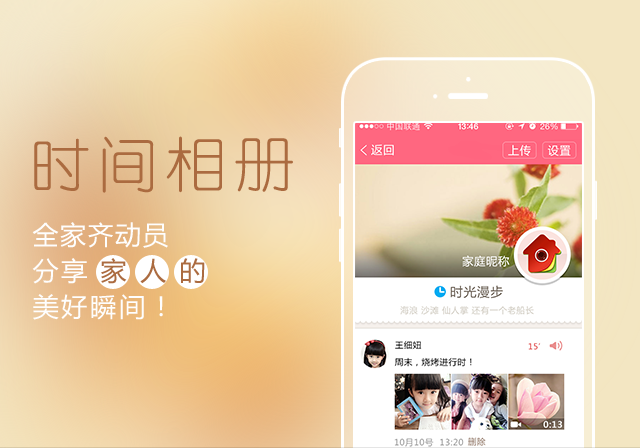 时间相册
全家齐动员
分享家人的
美好瞬间！
中国联通 13:46 26%
返回 上传 设置
家庭昵称
时光漫步
海浪 沙滩 仙人掌 还有一个老船长
王细妞 15'
周末，烧烤进行时！
0:13
10月10号 13:20 删除